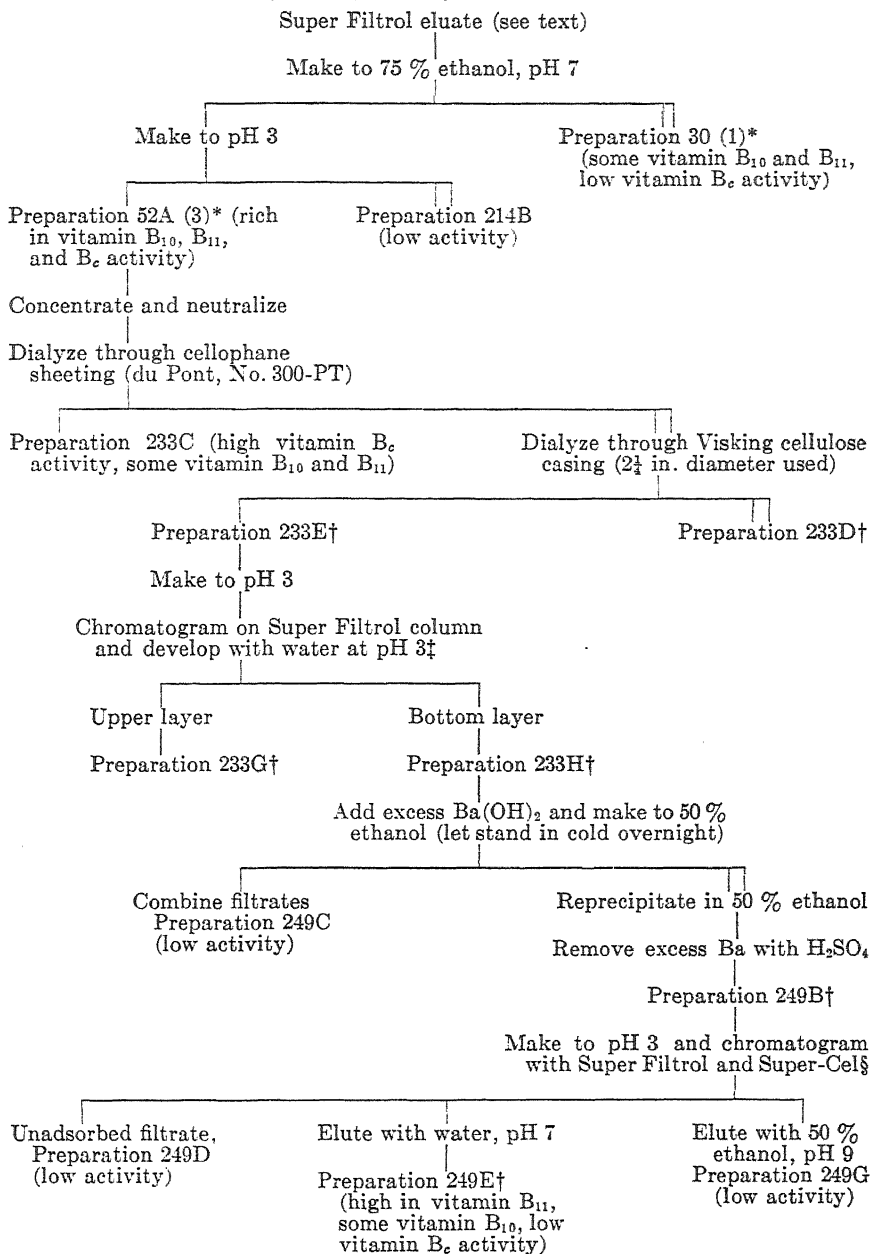 Super Filtrol eluate (see text)
Make to 75 % ethanol, pH 7
Make to pH 3
Preparation 30 (1)*
(some vitamin B₁₀ and B₁₁,
low vitamin B_c activity)
Preparation 52A (3)* (rich
in vitamin B₁₀, B₁₁,
and B_c activity)
Preparation 214B
(low activity)
Concentrate and neutralize
Dialyze through cellophane
sheeting (du Pont, No. 300-PT)
Preparation 233C (high vitamin B_c
activity, some vitamin B₁₀ and B₁₁)
Dialyze through Visking cellulose
casing (2¼ in. diameter used)
Preparation 233E†
Preparation 233D†
Make to pH 3
Chromatogram on Super Filtrol column
and develop with water at pH 3‡
Upper layer
Bottom layer
Preparation 233G†
Preparation 233H†
Add excess Ba(OH)₂ and make to 50 %
ethanol (let stand in cold overnight)
Combine filtrates
Preparation 249C
(low activity)
Reprecipitate in 50 % ethanol
Remove excess Ba with H₂SO₄
Preparation 249B†
Make to pH 3 and chromatogram
with Super Filtrol and Super-Cel§
Unadsorbed filtrate,
Preparation 249D
(low activity)
Elute with water, pH 7
Preparation 249E†
(high in vitamin B₁₁,
some vitamin B₁₀, low
vitamin B_c activity)
Elute with 50 %
ethanol, pH 9
Preparation 249G
(low activity)